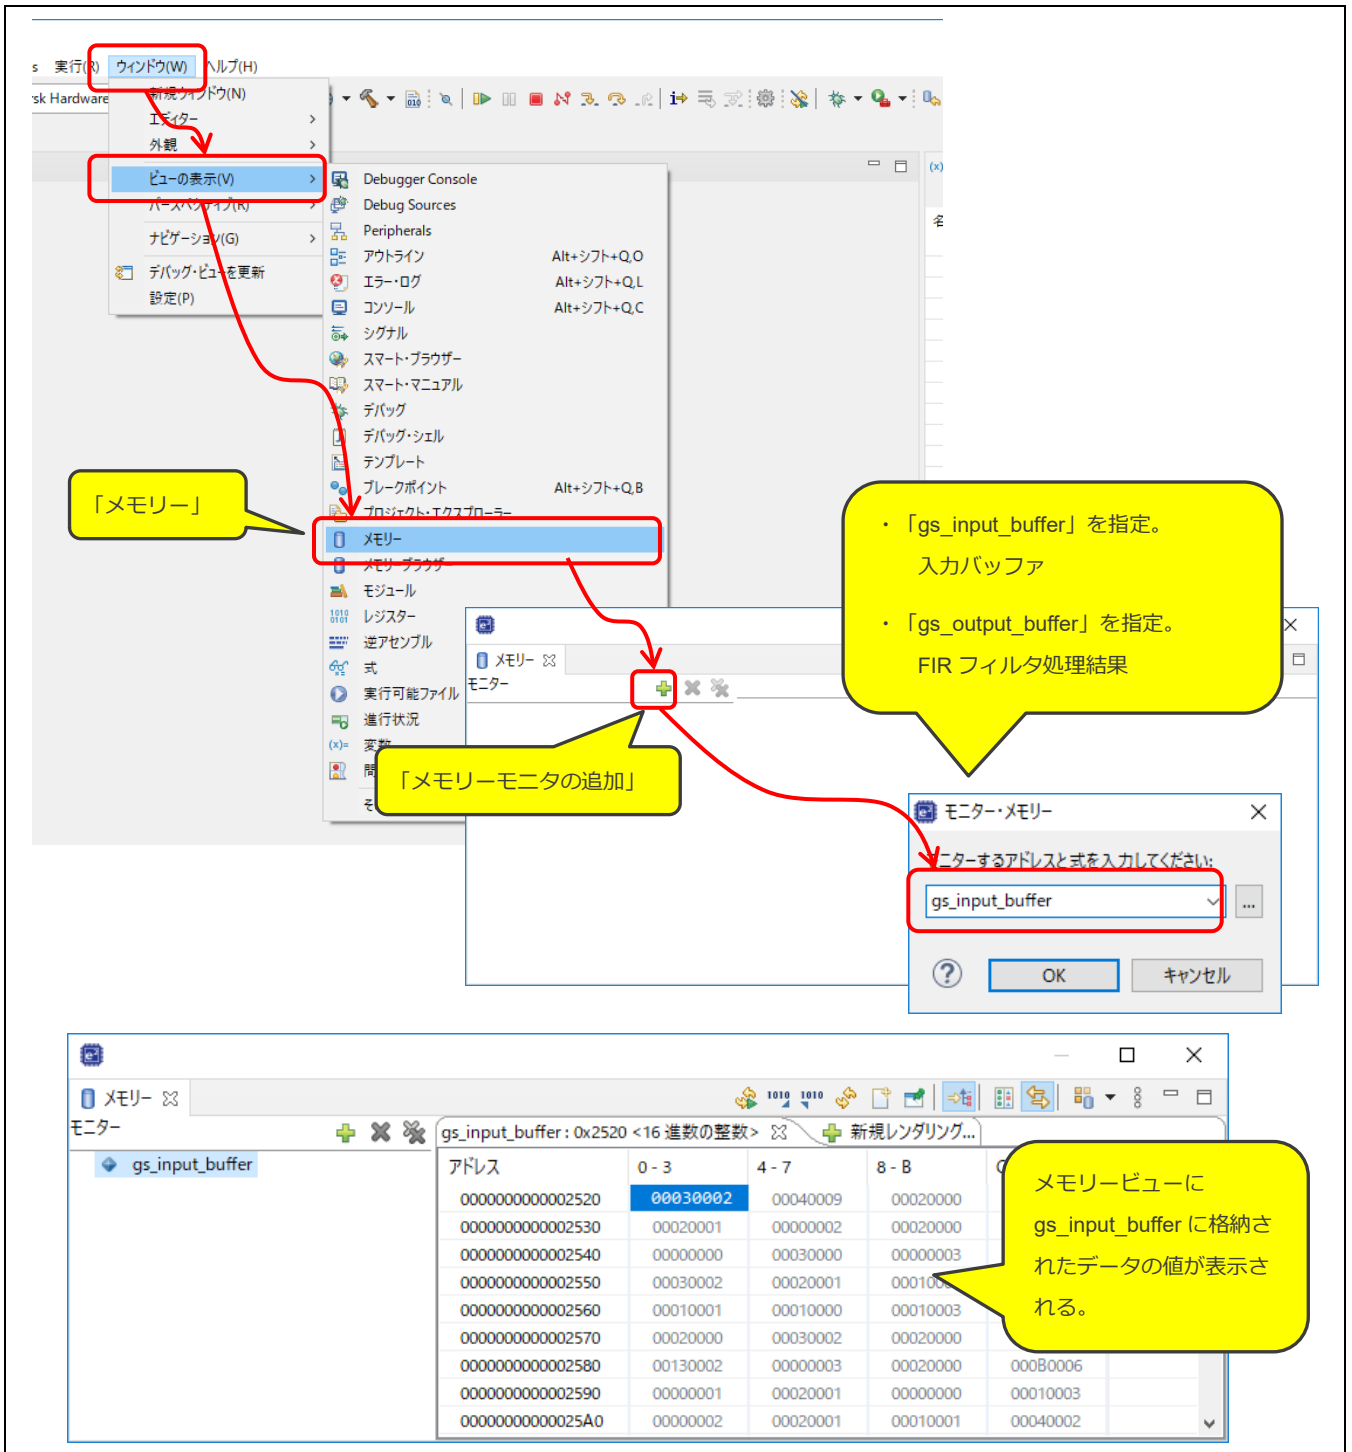 s 実行(R) ウィンドウ(W) ヘルプ(H)
sk Hardware
新規ウィンドウ(N)
エディター
外観
ビューの表示(V)
パースペクティブ(R)
ナビゲーション(G)
デバッグ・ビューを更新
設定(P)
(x)
名
Debugger Console
Debug Sources
Peripherals
アウトライン Alt+シフト+Q,O
エラー・ログ Alt+シフト+Q,L
コンソール Alt+シフト+Q,C
シグナル
スマート・ブラウザー
スマート・マニュアル
デバッグ
デバッグ・シェル
テンプレート
ブレークポイント Alt+シフト+Q,B
プロジェクト・エクスプローラー
メモリー
メモリーブラウザー
モジュール
レジスター
逆アセンブル
式
実行可能ファイル
進行状況
変数
問
そ
「メモリー」
・「gs_input_buffer」を指定。
入力バッファ
・「gs_output_buffer」を指定。
FIR フィルタ処理結果
メモリー
モニター
「メモリーモニタの追加」
モニター・メモリー
モニターするアドレスと式を入力してください:
gs_input_buffer
...
OK キャンセル
メモリー
モニター
gs_input_buffer
gs_input_buffer : 0x2520 <16 進数の整数> 新規レンダリング...
アドレス 0 - 3 4 - 7 8 - B C
0000000000002520 00030002 00040009 00020000
0000000000002530 00020001 00000002 00020000
0000000000002540 00000000 00030000 00000003
0000000000002550 00030002 00020001 000100
0000000000002560 00010001 00010000 00010003
0000000000002570 00020000 00030002 00020000
0000000000002580 00130002 00000003 00020000 000B0006
0000000000002590 00000001 00020001 00000000 00010003
00000000000025A0 00000002 00020001 00010001 00040002
メモリービューに
gs_input_buffer に格納さ
れたデータの値が表示さ
れる。